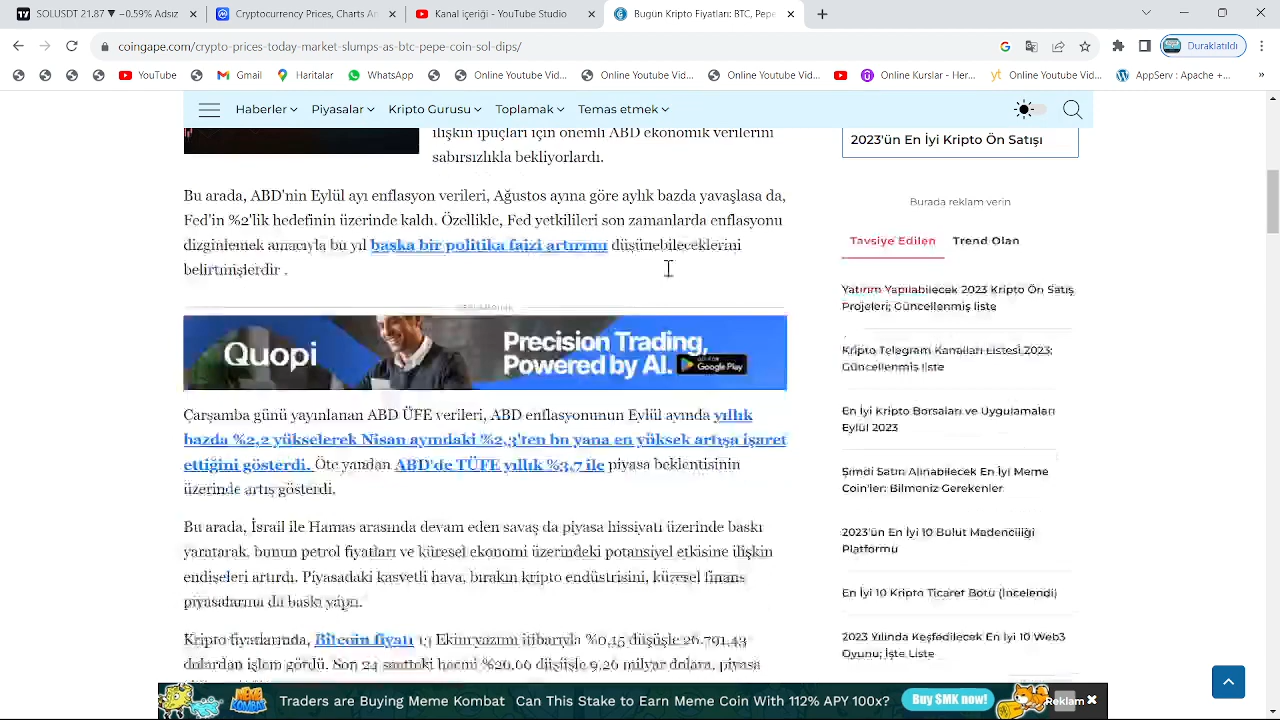 SOLUSDT 21.87 ▼ −0.59% Adsız
Cryptocurrency Prices, Charts An
Kanal içeriği - YouTube Studio
Bugün Kripto Fiyatları: BTC, Pepe
coingape.com/crypto-prices-today-market-slumps-as-btc-pepe-coin-sol-dips/
Duraklatıldı
YouTube
Gmail
Haritalar
WhatsApp
Online Youtube Vid...
Online Youtube Vid...
Online Youtube Vid...
Online Kurslar - Her...
Online Youtube Vid...
AppServ : Apache +...
Haberler
Piyasalar
Kripto Gurusu
Toplamak
Temas etmek
ilişkin ipuçları için önemli ABD ekonomik verilerini
sabırsızlıkla bekliyorlardı.
Bu arada, ABD'nin Eylül ayı enflasyon verileri, Ağustos ayına göre aylık bazda yavaşlasa da,
Fed'in %2'lik hedefinin üzerinde kaldı. Özellikle, Fed yetkilileri son zamanlarda enflasyonu
dizginlemek amacıyla bu yıl başka bir politika faizi artırımı düşünebileceklerini
belirtmişlerdir .
Quopi
Precision Trading,
Powered by AI.
Google Play
Çarşamba günü yayınlanan ABD ÜFE verileri, ABD enflasyonunun Eylül ayında yıllık
bazda %2,2 yükselerek Nisan ayındaki %2,3'ten bu yana en yüksek artışa işaret
ettiğini gösterdi. Öte yandan ABD'de TÜFE yıllık %3,7 ile piyasa beklentisinin
üzerinde artış gösterdi.
Bu arada, İsrail ile Hamas arasında devam eden savaş da piyasa hissiyatı üzerinde baskı
yaratarak, bunun petrol fiyatları ve küresel ekonomi üzerindeki potansiyel etkisine ilişkin
endişeleri artırdı. Piyasadaki kasvetli hava, bırakın kripto endüstrisini, küresel finans
piyasalarını da baskı yaptı.
Kripto fiyatlarında, Bitcoin fiyatı 13 Ekim yazımı itibarıyla %0,15 düşüşle 26.791,43
dolardan işlem gördü. Son 24 saatteki hacmi %26,66 düşüşle 9,26 milyar dolara, piyasa
2023'ün En İyi Kripto Ön Satışı
Burada reklam verin
Tavsiye Edilen
Trend Olan
Yatırım Yapılabilecek 2023 Kripto Ön Satış
Projeleri; Güncellenmiş liste
Kripto Telegram Kanalları Listesi 2023;
Güncellenmiş Liste
En İyi Kripto Borsaları ve Uygulamaları
Eylül 2023
Şimdi Satın Alınabilecek En İyi Meme
Coin'ler: Bilmeniz Gerekenler
2023'ün En İyi 10 Bulut Madenciliği
Platformu
En İyi 10 Kripto Ticaret Botu (İncelendi)
2023 Yılında Keşfedilecek En İyi 10 Web3
Oyunu; İşte Liste
MEME KOMBAT
Traders are Buying Meme Kombat
Can This Stake to Earn Meme Coin With 112% APY 100x?
Buy $MK now!
Reklam